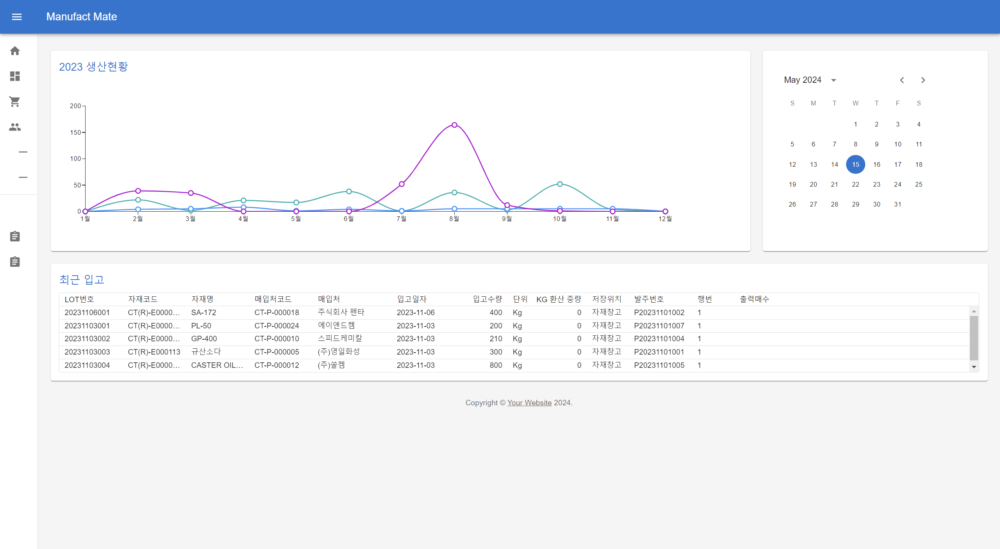 Manufact Mate
2023 생산현황
200
150
100
50
0
1월 2월 3월 4월 5월 6월 7월 8월 9월 10월 11월 12월
May 2024
S M T W T F S
1 2 3 4
5 6 7 8 9 10 11
12 13 14 15 16 17 18
19 20 21 22 23 24 25
26 27 28 29 30 31
최근 입고
LOT번호 자재코드 자재명 매입처코드 매입처 입고일자 입고수량 단위 KG 환산 중량 저장위치 발주번호 행번 출력매수
20231106001 CT(R)-E0000... SA-172 CT-P-000018 주식회사 펜타 2023-11-06 400 Kg 0 자재창고 P20231101002 1
20231103001 CT(R)-E0000... PL-50 CT-P-000024 에이앤드켐 2023-11-03 200 Kg 0 자재창고 P20231101007 1
20231103002 CT(R)-E0000... GP-400 CT-P-000010 스피드케미칼 2023-11-03 210 Kg 0 자재창고 P20231101004 1
20231103003 CT(R)-E000113 규산소다 CT-P-000005 (주)영일화성 2023-11-03 300 Kg 0 자재창고 P20231101001 1
20231103004 CT(R)-E0000... CASTER OIL... CT-P-000012 (주)쏠켐 2023-11-03 800 Kg 0 자재창고 P20231101005 1
Copyright © Your Website 2024.